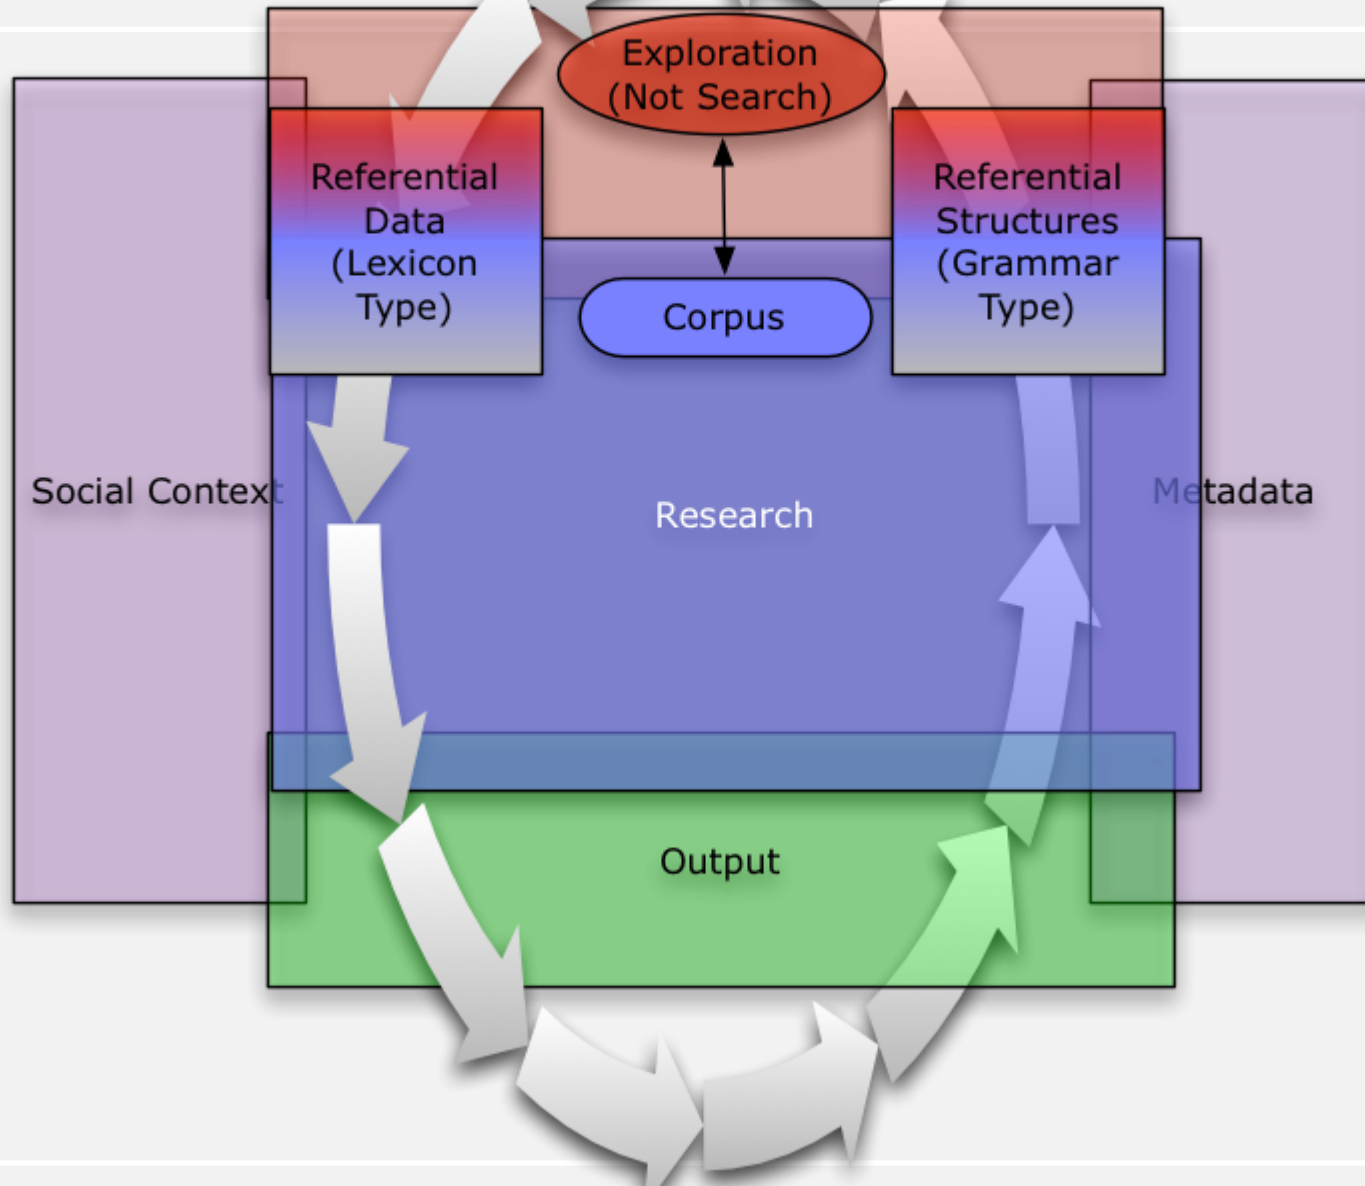 Exploration
(Not Search)
Referential
Data
(Lexicon
Type)
Referential
Structures
(Grammar
Type)
Corpus
Social Context
Research
Metadata
Output